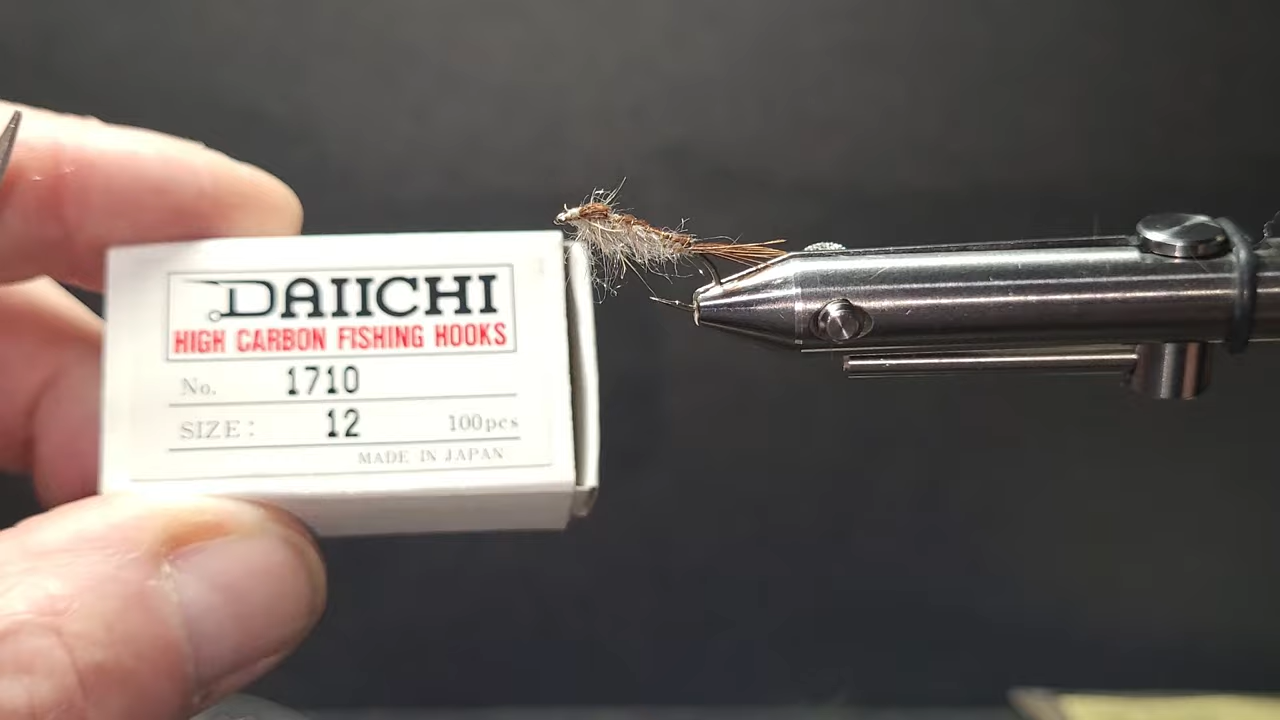 DAIICHI
HIGH CARBON FISHING HOOKS
No. 1710
SIZE: 12 100pcs
MADE IN JAPAN